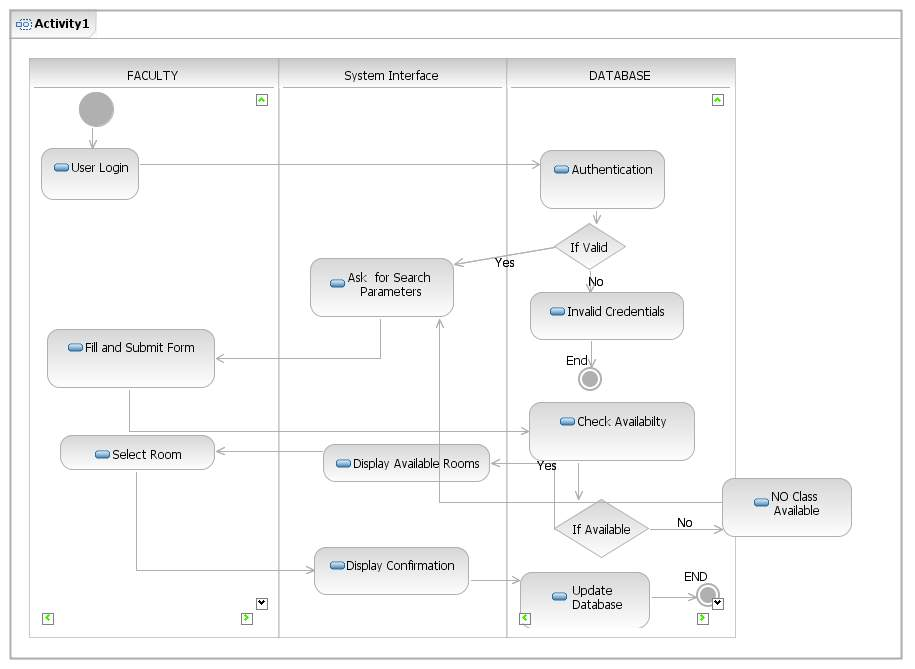 Activity1
FACULTY
System Interface
DATABASE
User Login
Authentication
If Valid
Yes
No
Ask for Search
Parameters
Invalid Credentials
Fill and Submit Form
End
Check Availabilty
Select Room
Display Available Rooms
Yes
NO Class
Available
If Available
No
Display Confirmation
END
Update
Database